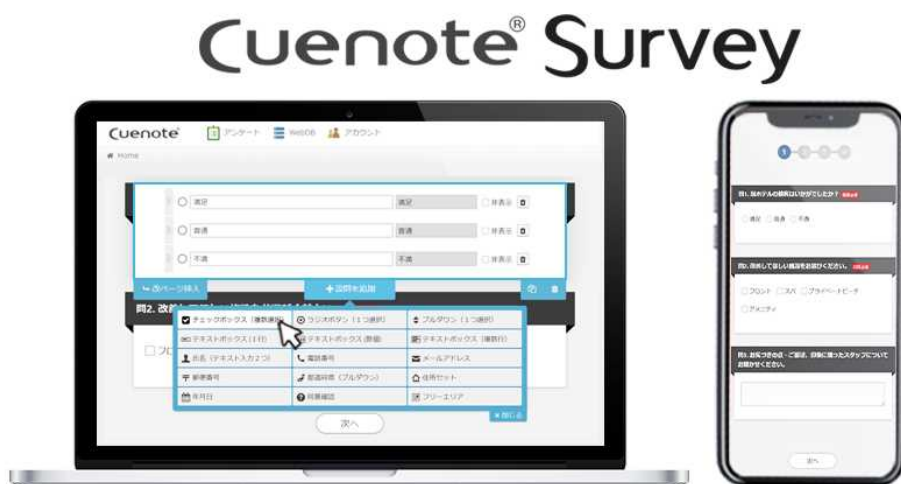 Cuenote® Survey
Cuenote® アンケート WebDB アカウント
Home
満足 満足 非表示
普通 普通 非表示
不満 不満 非表示
改ページ挿入 +設問を追加
問2. 改
チェックボックス（複数選択） ラジオボタン（1つ選択） プルダウン（1つ選択）
テキストボックス(1行) テキストボックス(数値) テキストボックス（複数行）
氏名（テキスト入力2つ） 電話番号 メールアドレス
郵便番号 都道府県（プルダウン） 住所セット
年月日 同意確認 フリーエリア
×閉じる
次へ
1
問1. 当ホテルの接客はいかがでしたか？
満足 普通 不満
問2. 改善してほしい施設をお選びください。
フロント スパ プライベートビーチ
アメニティ
問3. お気づきの点・ご要望、印象に残ったスタッフについて
お聞かせください。
次へ